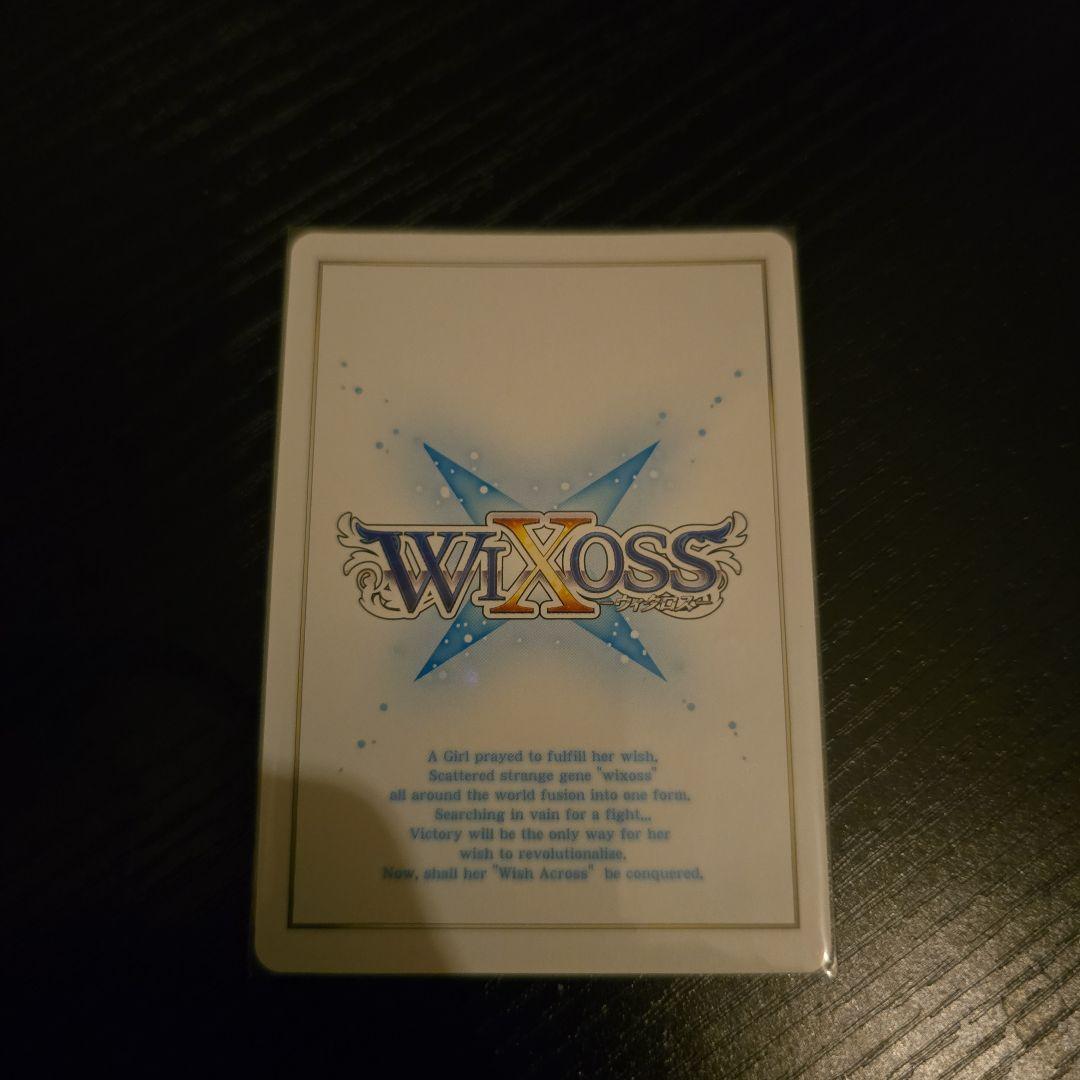 WIXOSS
-ウィクロス-
A Girl prayed to fulfill her wish,
Scattered strange gene "wixoss"
all around the world fusion into one form.
Searching in vain for a fight...
Victory will be the only way for her
wish to revolutionalise.
Now, shall her "Wish Across" be conquered.